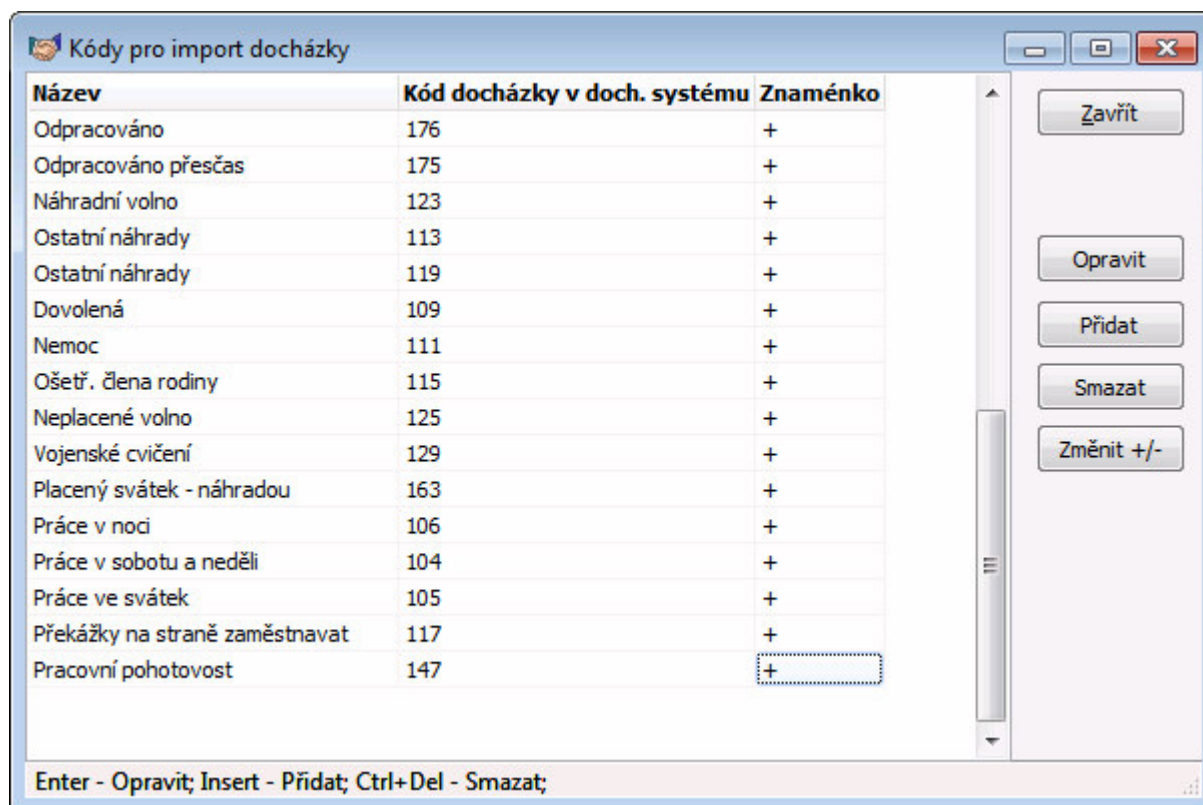 Kódy pro import docházky
Název Kód docházky v doch. systému Znaménko
Odpracováno 176 +
Odpracováno přesčas 175 +
Náhradní volno 123 +
Ostatní náhrady 113 +
Ostatní náhrady 119 +
Dovolená 109 +
Nemoc 111 +
Ošetř. člena rodiny 115 +
Neplacené volno 125 +
Vojenské cvičení 129 +
Placený svátek - náhradou 163 +
Práce v noci 106 +
Práce v sobotu a neděli 104 +
Práce ve svátek 105 +
Překážky na straně zaměstnavat 117 +
Pracovní pohotovost 147 +
Zavřít
Opravit
Přidat
Smazat
Změnit +/-
Enter - Opravit; Insert - Přidat; Ctrl+Del - Smazat;